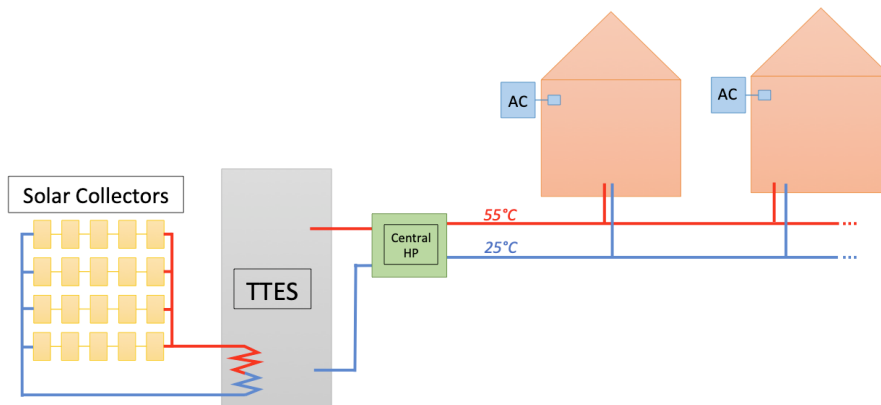 AC
AC
Solar Collectors
55°C
Central
HP
25°C
TTES